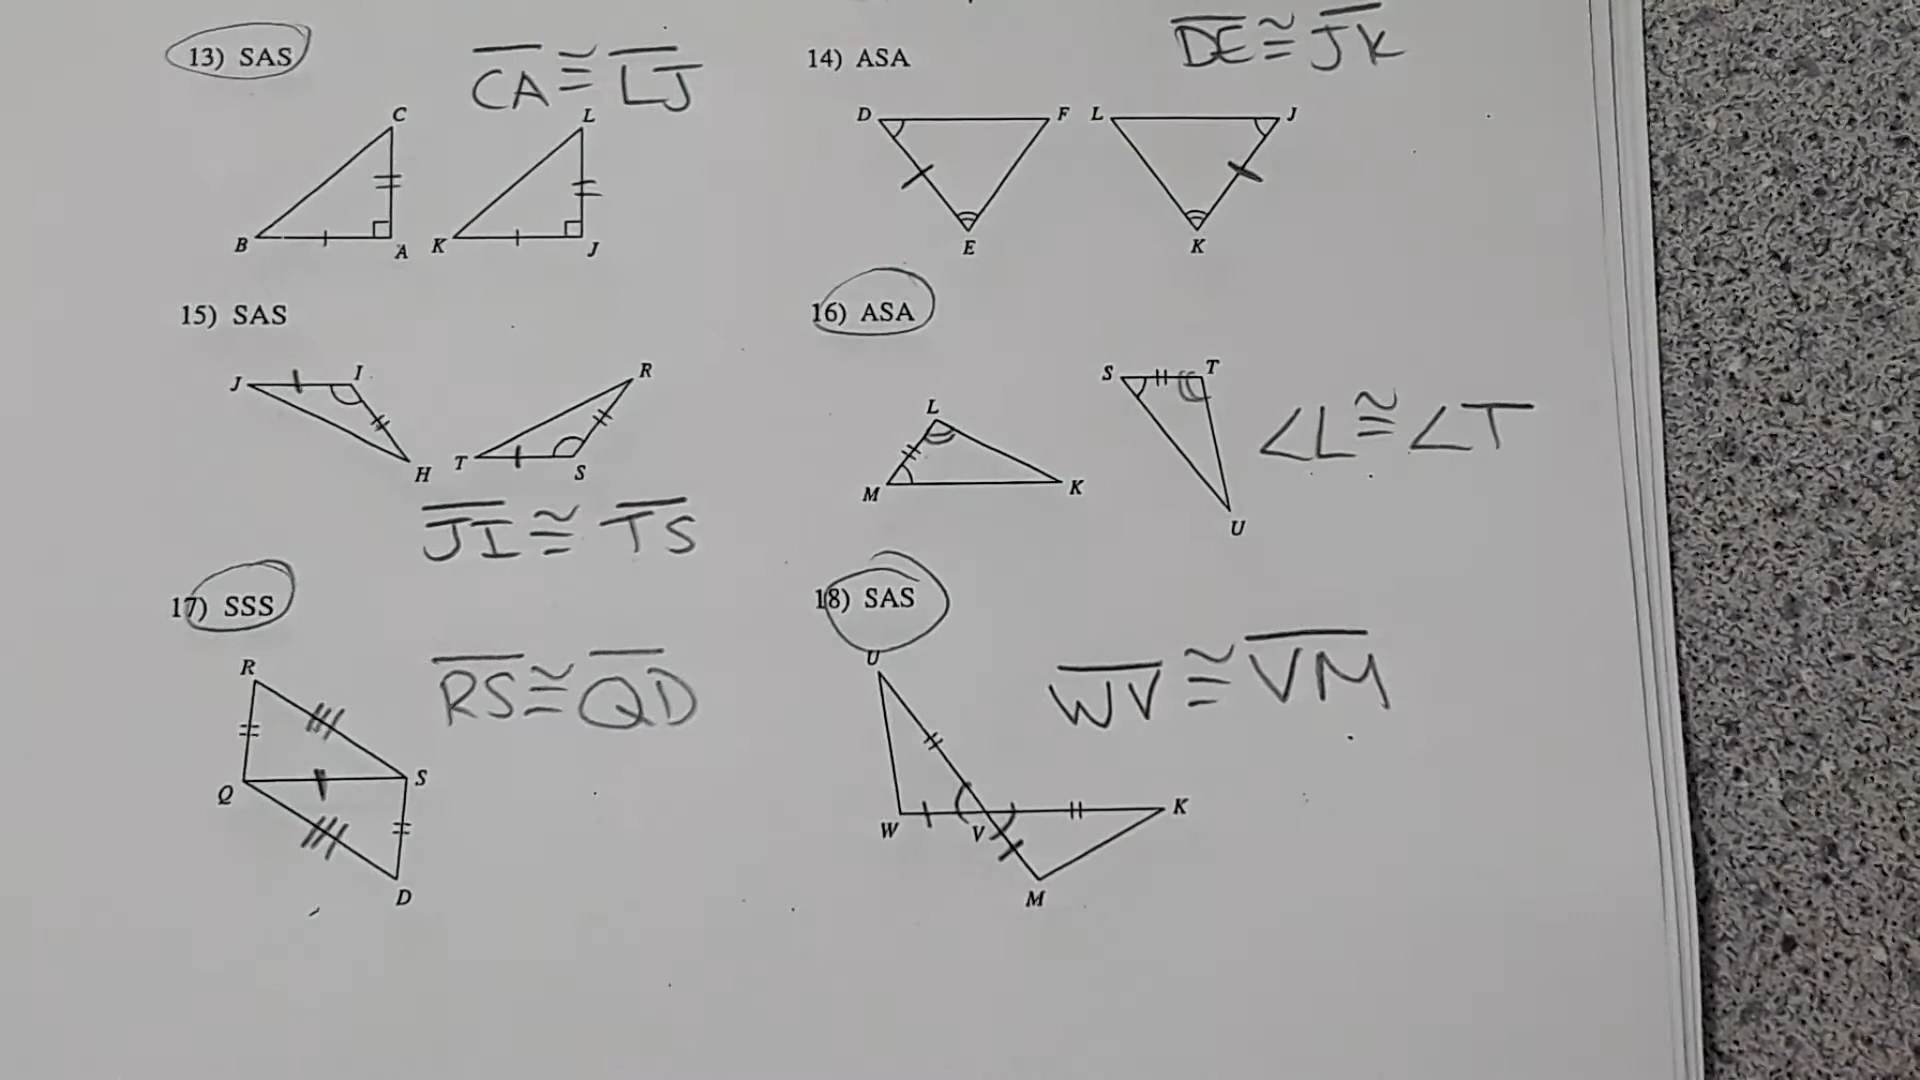 13) SAS
CA ≅ LJ
C
L
B
A
K
J
14) ASA
DE ≅ JK
D
F
L
J
E
K
15) SAS
J
I
R
H
T
S
JI ≅ TS
16) ASA
S
T
L
M
K
U
∠L ≅ ∠T
17) SSS
R
RS ≅ QD
Q
S
D
18) SAS
U
WV ≅ VM
W
V
K
M